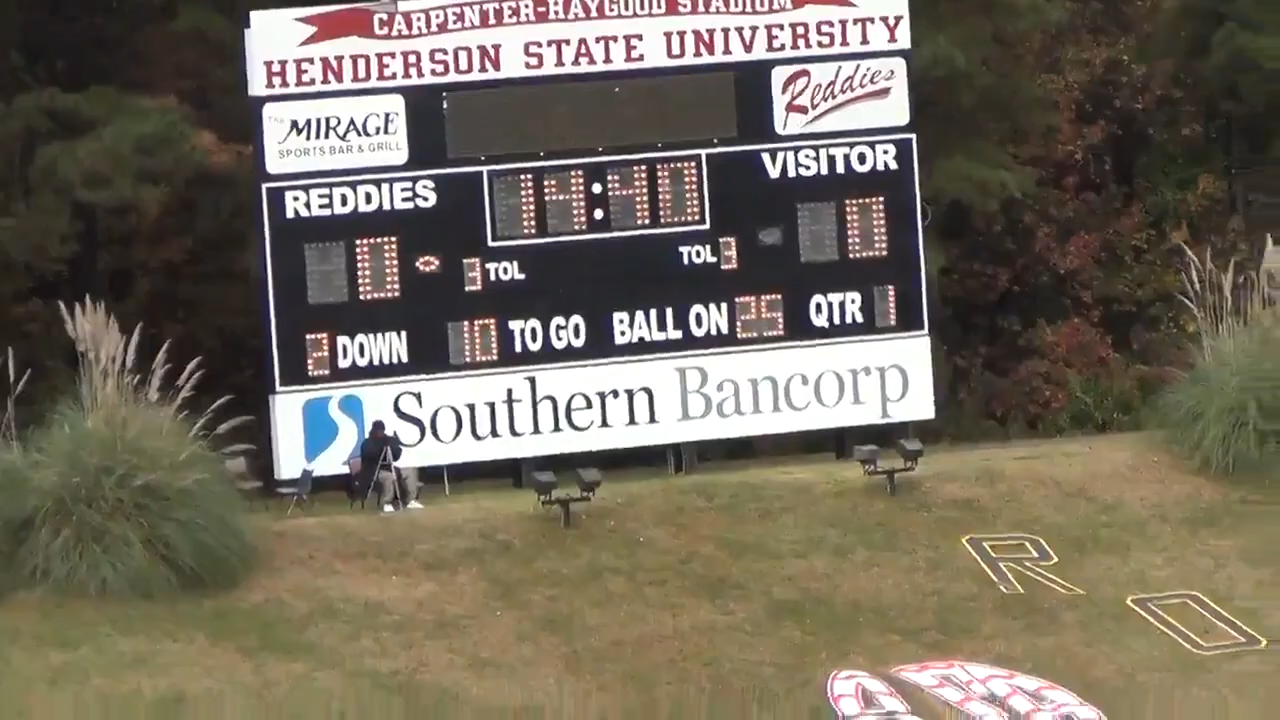 CARPENTER-HAYGOOD STADIUM
HENDERSON STATE UNIVERSITY
THE MIRAGE
SPORTS BAR & GRILL
Reddies
REDDIES 14:40 VISITOR
0 3 TOL TOL 3 0
2 DOWN 10 TO GO BALL ON 25 QTR 1
Southern Bancorp
R O